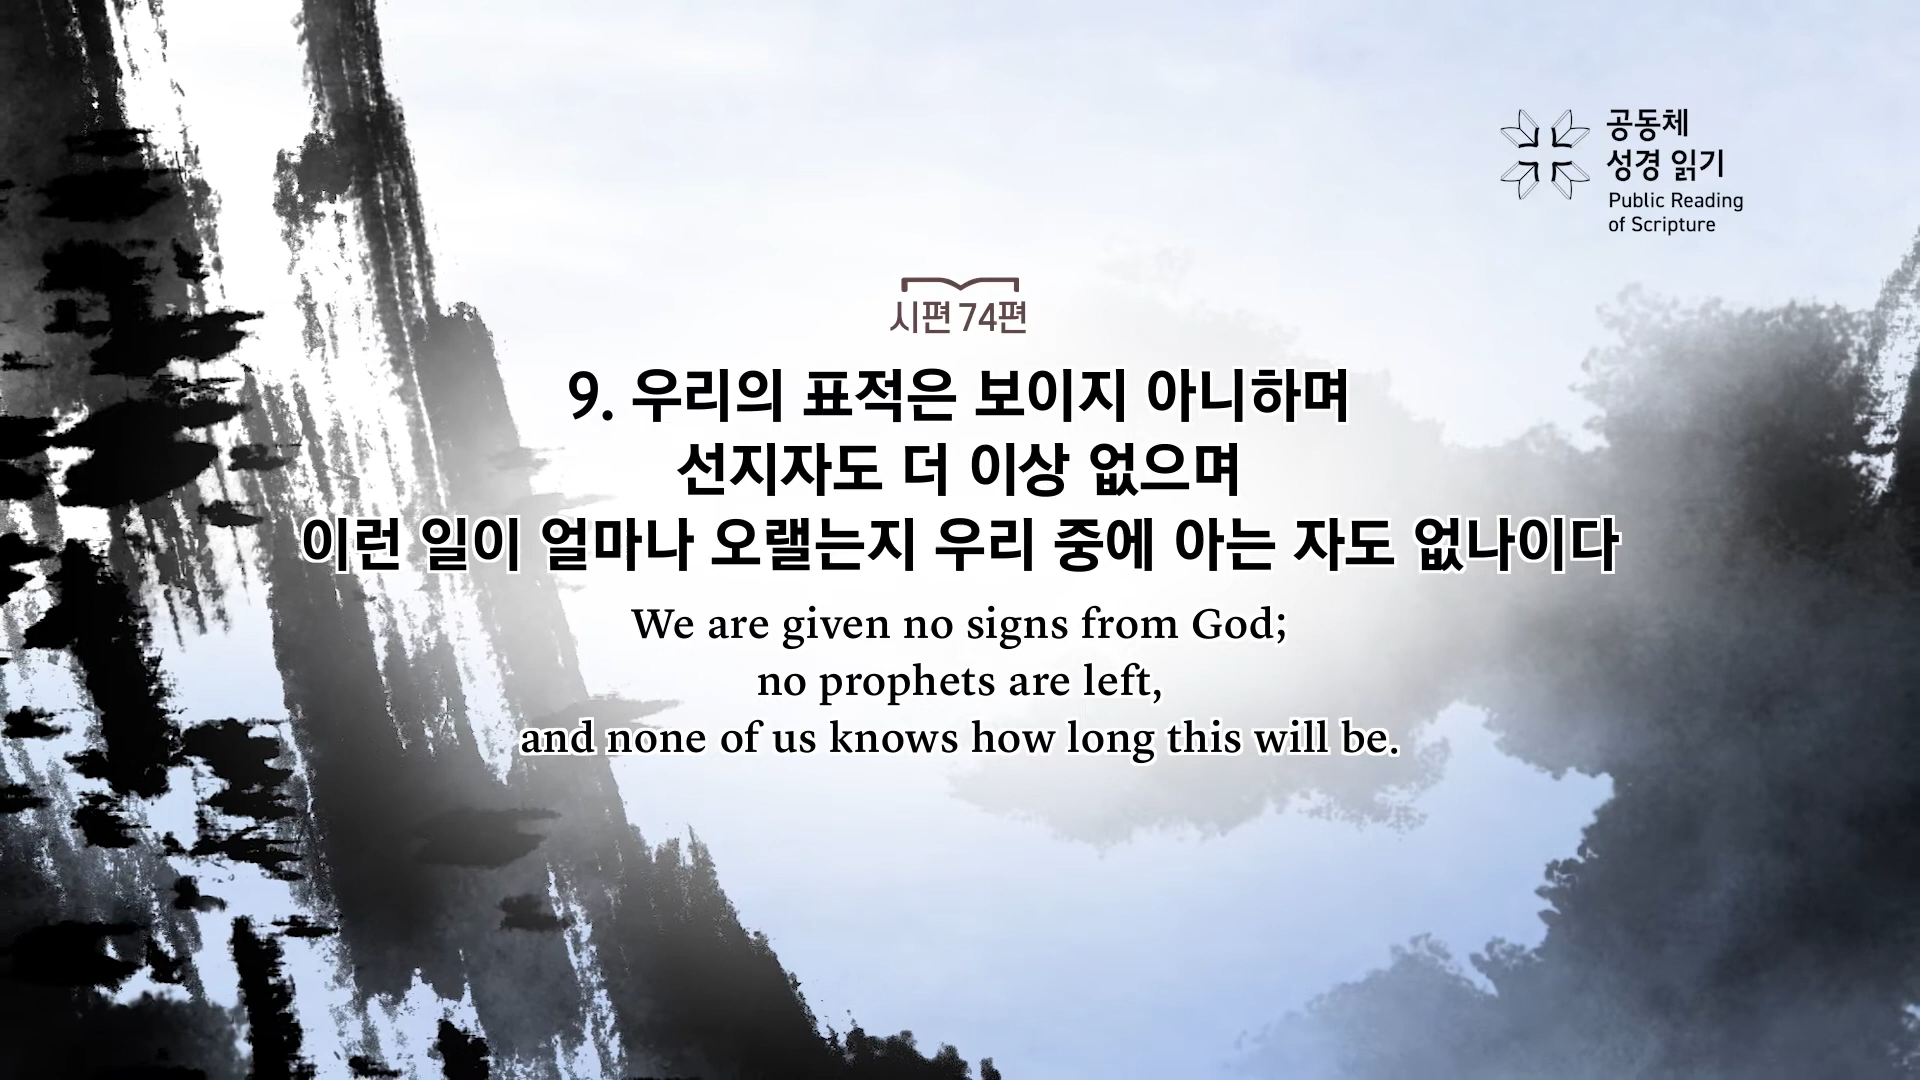 공동체
성경 읽기
Public Reading
of Scripture
시편 74편
9. 우리의 표적은 보이지 아니하며
선지자도 더 이상 없으며
이런 일이 얼마나 오랠는지 우리 중에 아는 자도 없나이다
We are given no signs from God;
no prophets are left,
and none of us knows how long this will be.